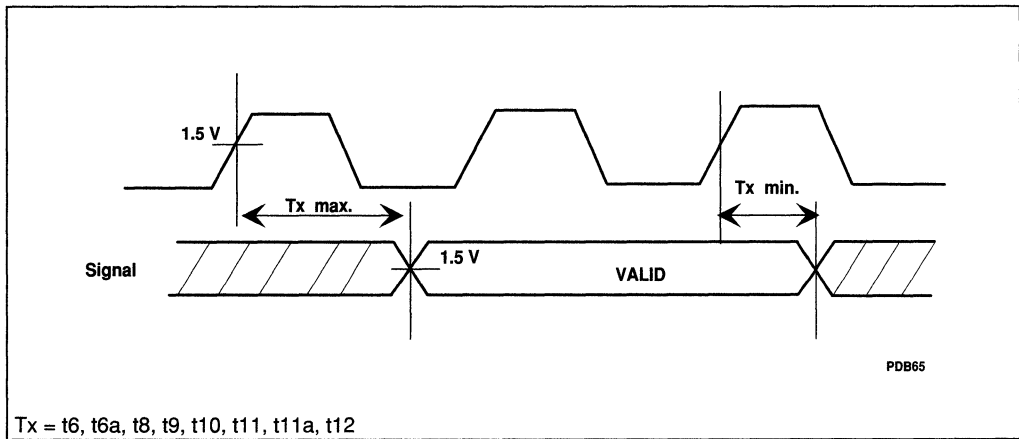 1.5 V
Tx max.
Tx min.
Signal
1.5 V
VALID
PDB65
Tx = t6, t6a, t8, t9, t10, t11, t11a, t12